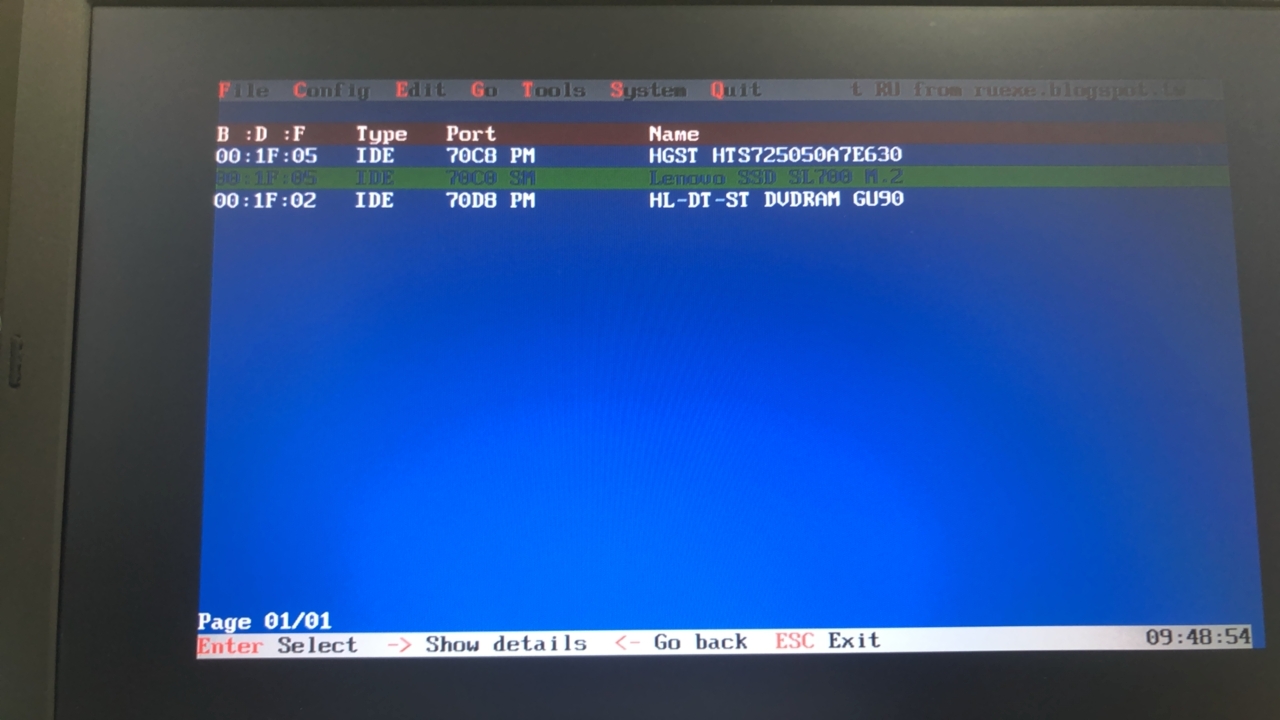 File Config Edit Go Tools System Quit t RU from ruexe.blogspot.tw
B :D :F Type Port Name
00:1F:05 IDE 70C8 PM HGST HTS725050A7E630
00:1F:05 IDE 70C8 SM Lenovo SSD SL700 M.2
00:1F:02 IDE 70D8 PM HL-DT-ST DVDRAM GU90
Page 01/01
Enter Select -> Show details <- Go back ESC Exit 09:48:54